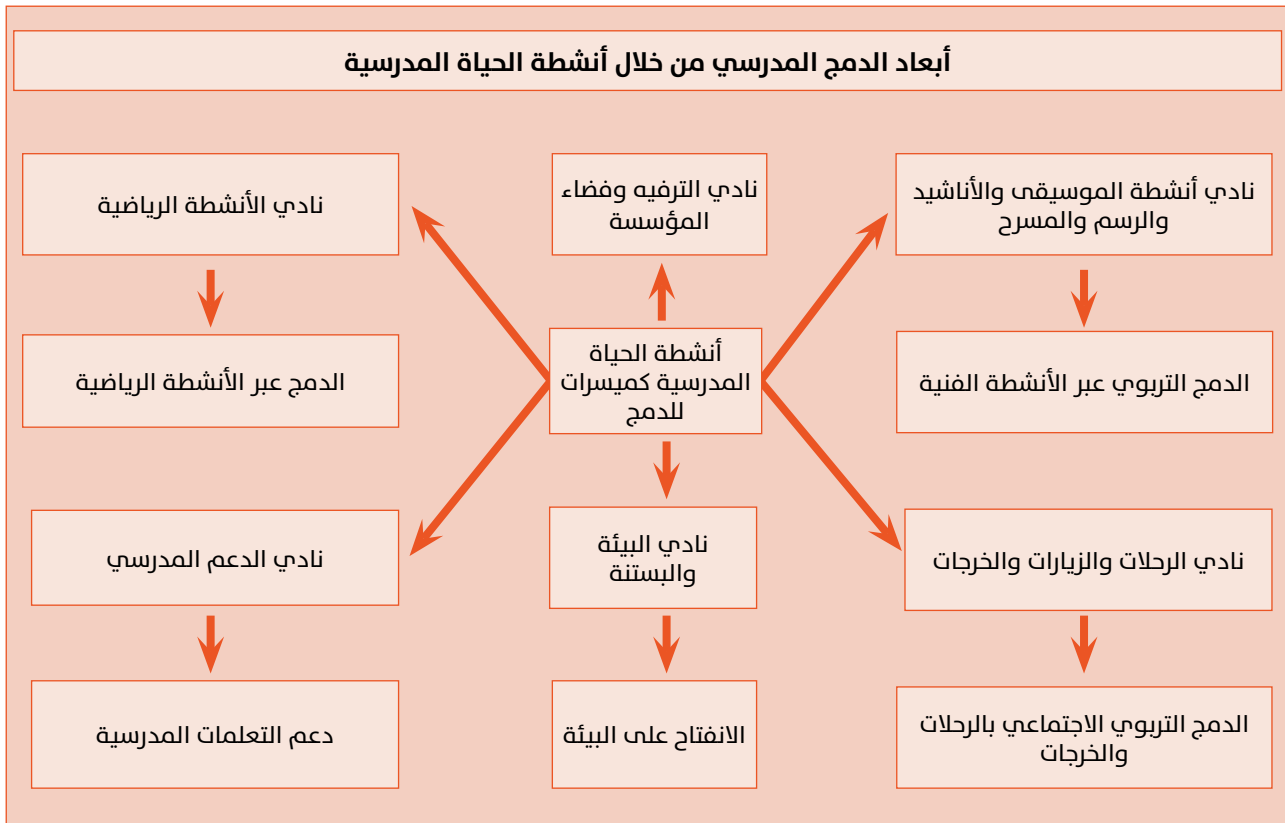 أبعاد الدمج المدرسي من خلال أنشطة الحياة المدرسية
نادي أنشطة الموسيقى والأناشيد
والرسم والمسرح
نادي الترفيه وفضاء
المؤسسة
نادي الأنشطة الرياضية
الدمج التربوي عبر الأنشطة الفنية
أنشطة الحياة
المدرسية كميسرات
للدمج
الدمج عبر الأنشطة الرياضية
نادي الرحلات والزيارات والخرجات
نادي البيئة
والبستنة
نادي الدعم المدرسي
الدمج التربوي الاجتماعي بالرحلات
والخرجات
الانفتاح على البيئة
دعم التعلمات المدرسية